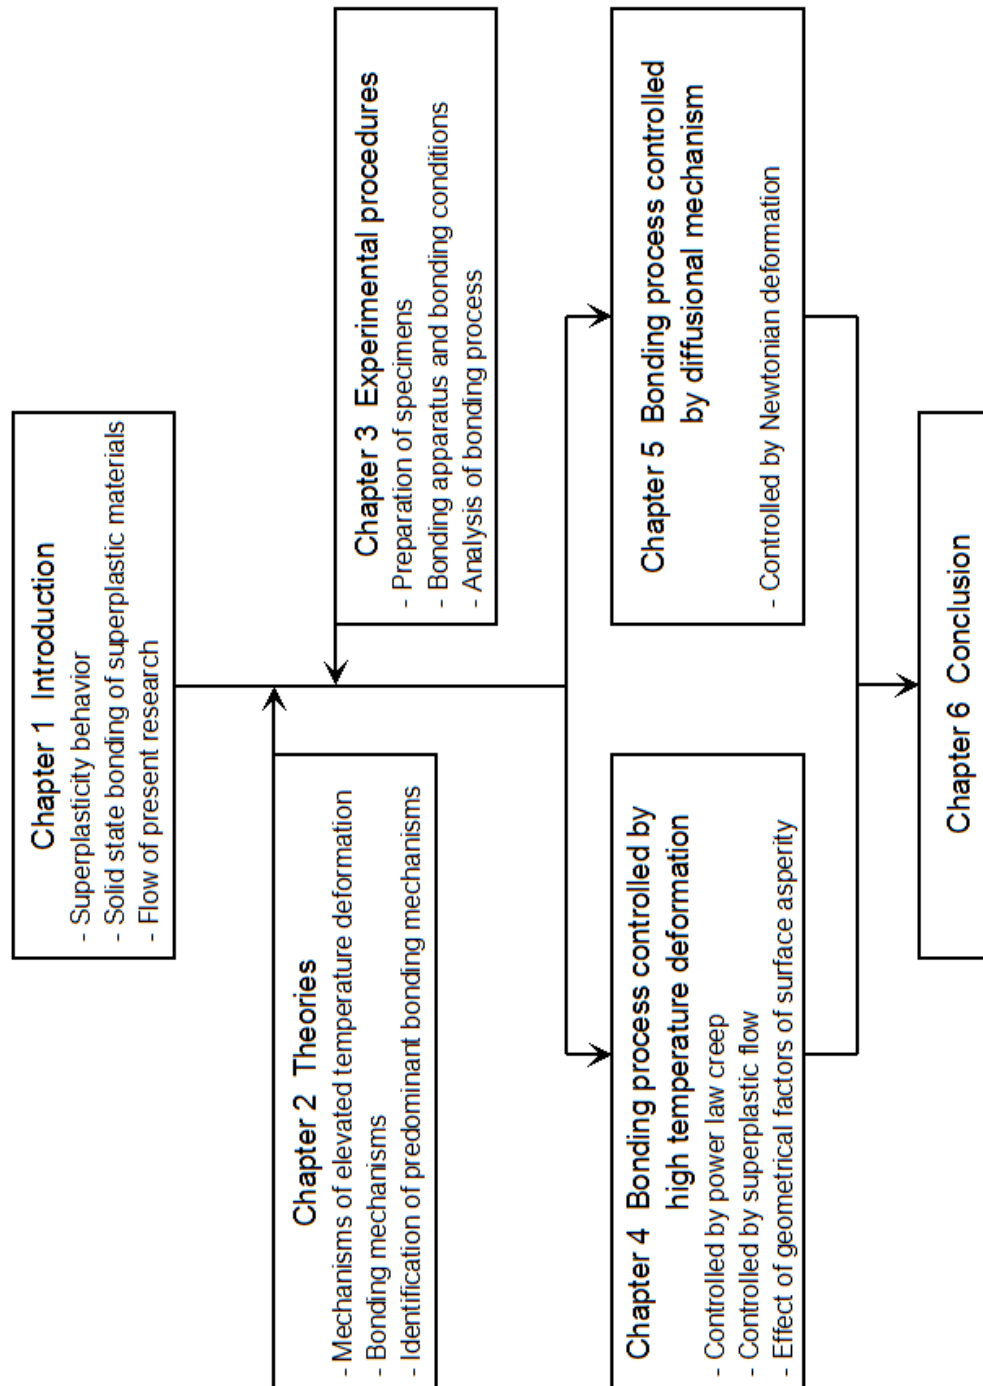 Chapter 1 Introduction
- Superplasticity behavior
- Solid state bonding of superplastic materials
- Flow of present research
Chapter 2 Theories
- Mechanisms of elevated temperature deformation
- Bonding mechanisms
- Identification of predominant bonding mechanisms
Chapter 3 Experimental procedures
- Preparation of specimens
- Bonding apparatus and bonding conditions
- Analysis of bonding process
Chapter 4 Bonding process controlled by
high temperature deformation
- Controlled by power law creep
- Controlled by superplastic flow
- Effect of geometrical factors of surface asperity
Chapter 5 Bonding process controlled
by diffusional mechanism
- Controlled by Newtonian deformation
Chapter 6 Conclusion